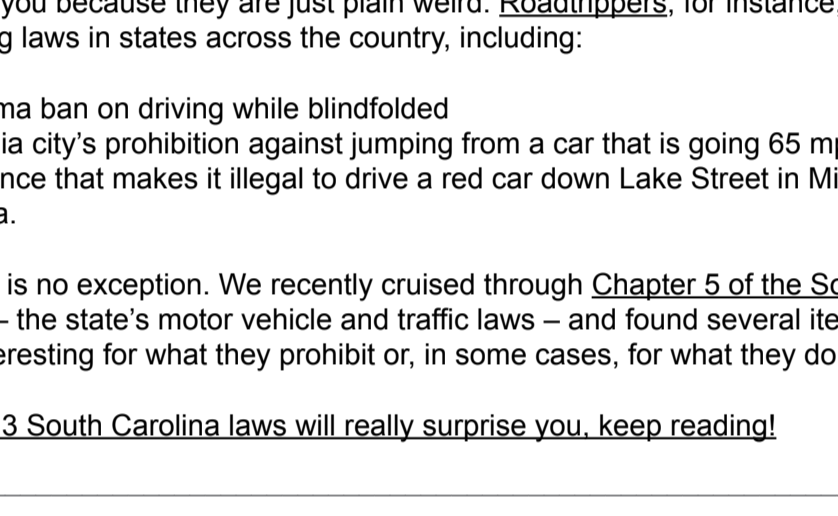 you because they are just plain weird. Roadtrippers, for instance,
g laws in states across the country, including:
ma ban on driving while blindfolded
ia city's prohibition against jumping from a car that is going 65 mp
nce that makes it illegal to drive a red car down Lake Street in Mi
a.
is no exception. We recently cruised through Chapter 5 of the So
– the state's motor vehicle and traffic laws – and found several ite
eresting for what they prohibit or, in some cases, for what they do
3 South Carolina laws will really surprise you, keep reading!